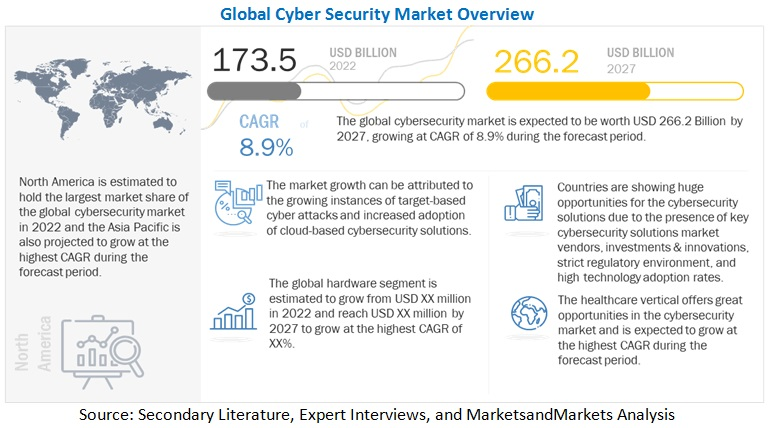 Global Cyber Security Market Overview
173.5 USD BILLION
2022
266.2 USD BILLION
2027
CAGR of
8.9%
The global cybersecurity market is expected to be worth USD 266.2 Billion by
2027, growing at CAGR of 8.9% during the forecast period.
North America is estimated to
hold the largest market share of
the global cybersecurity market
in 2022 and the Asia Pacific is
also projected to grow at the
highest CAGR during the
forecast period.
North
America
The market growth can be attributed to
the growing instances of target-based
cyber attacks and increased adoption
of cloud-based cybersecurity solutions.
The global hardware segment is
estimated to grow from USD XX million
in 2022 and reach USD XX million by
2027 to grow at the highest CAGR of
XX%.
Countries are showing huge
opportunities for the cybersecurity
solutions due to the presence of key
cybersecurity solutions market
vendors, investments & innovations,
strict regulatory environment, and
high technology adoption rates.
The healthcare vertical offers great
opportunities in the cybersecurity
market and is expected to grow at
the highest CAGR during the
forecast period.
Source: Secondary Literature, Expert Interviews, and MarketsandMarkets Analysis